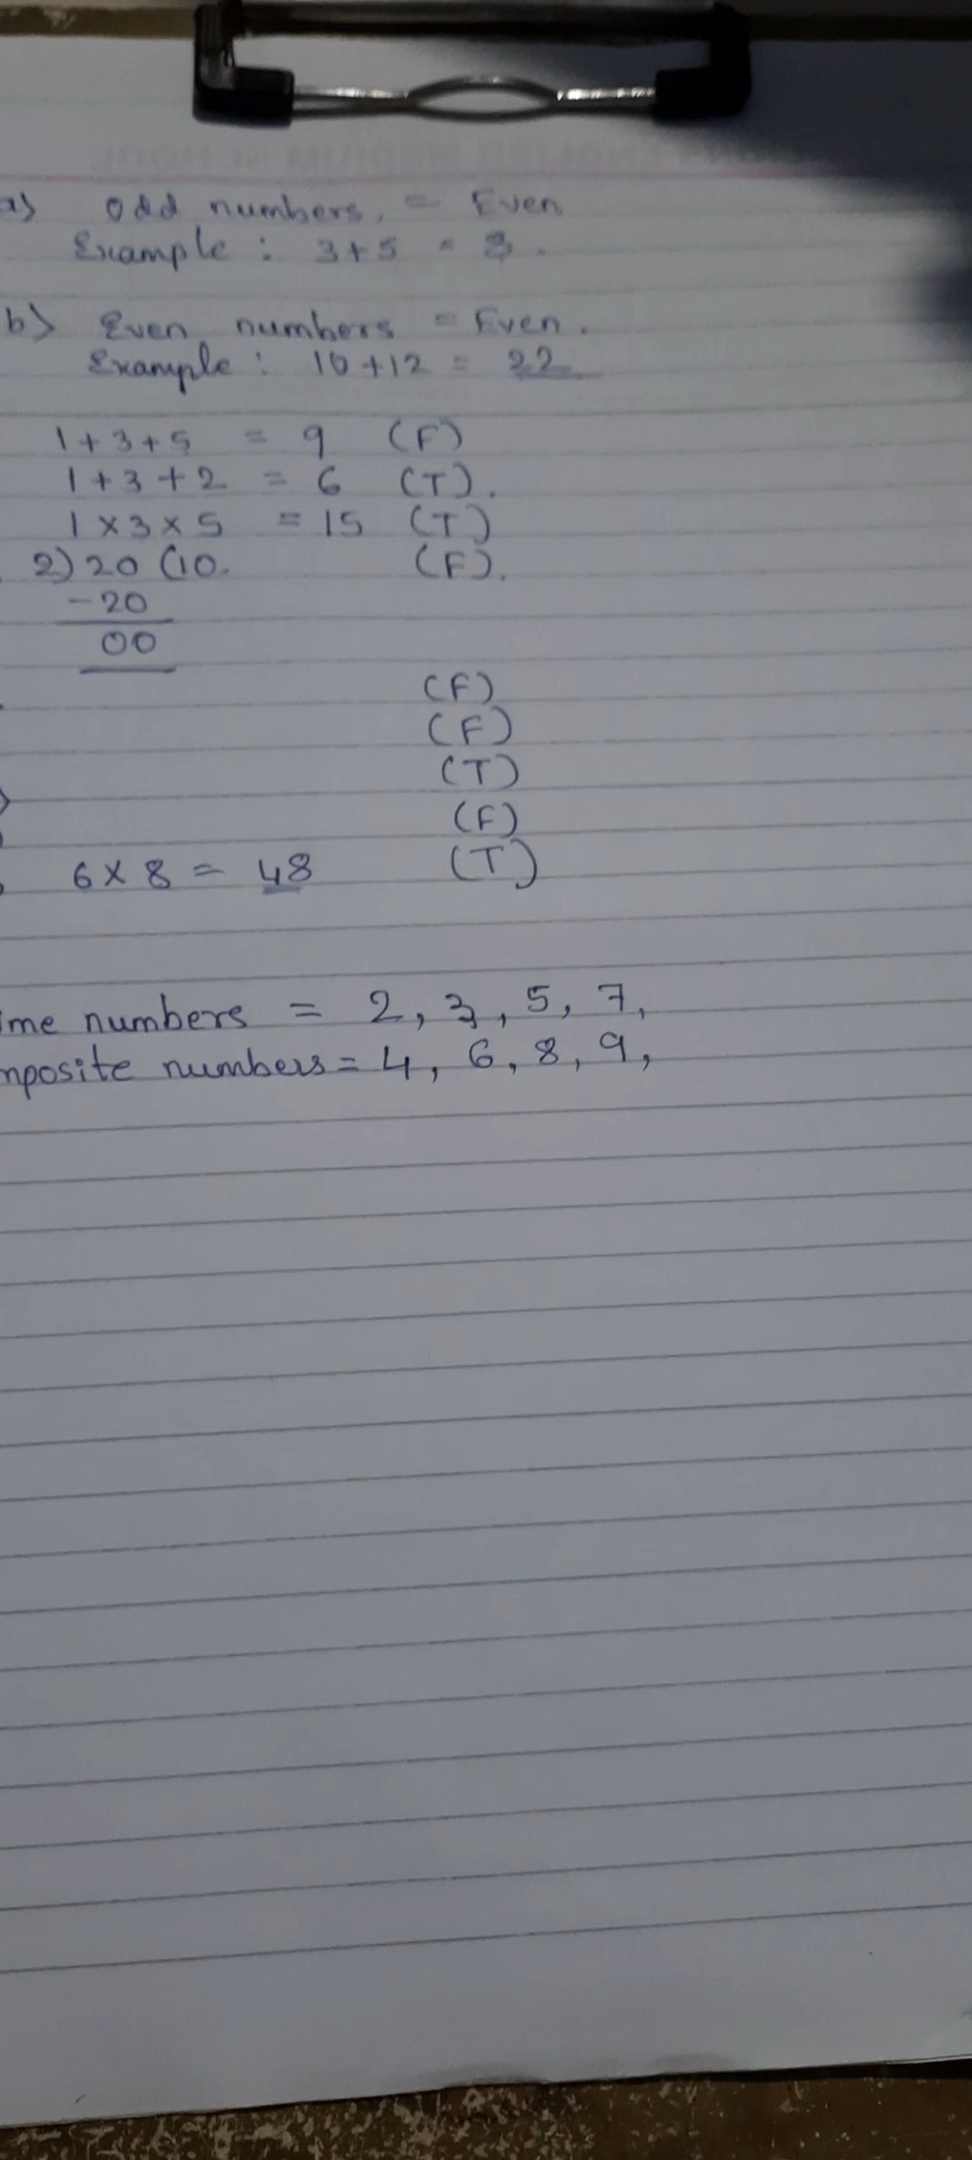 a) Odd numbers. = Even
Example : 3+5 = 8.
b) Even numbers = Even.
Example : 10+12 = 22
1+3+5 = 9 (F)
1+3+2 = 6 (T).
1×3×5 = 15 (T)
2)20(10. (F).
-20
00
(F)
(F)
(T)
(F)
6×8 = 48 (T)
me numbers = 2, 3, 5, 7,
mposite numbers = 4, 6, 8, 9,